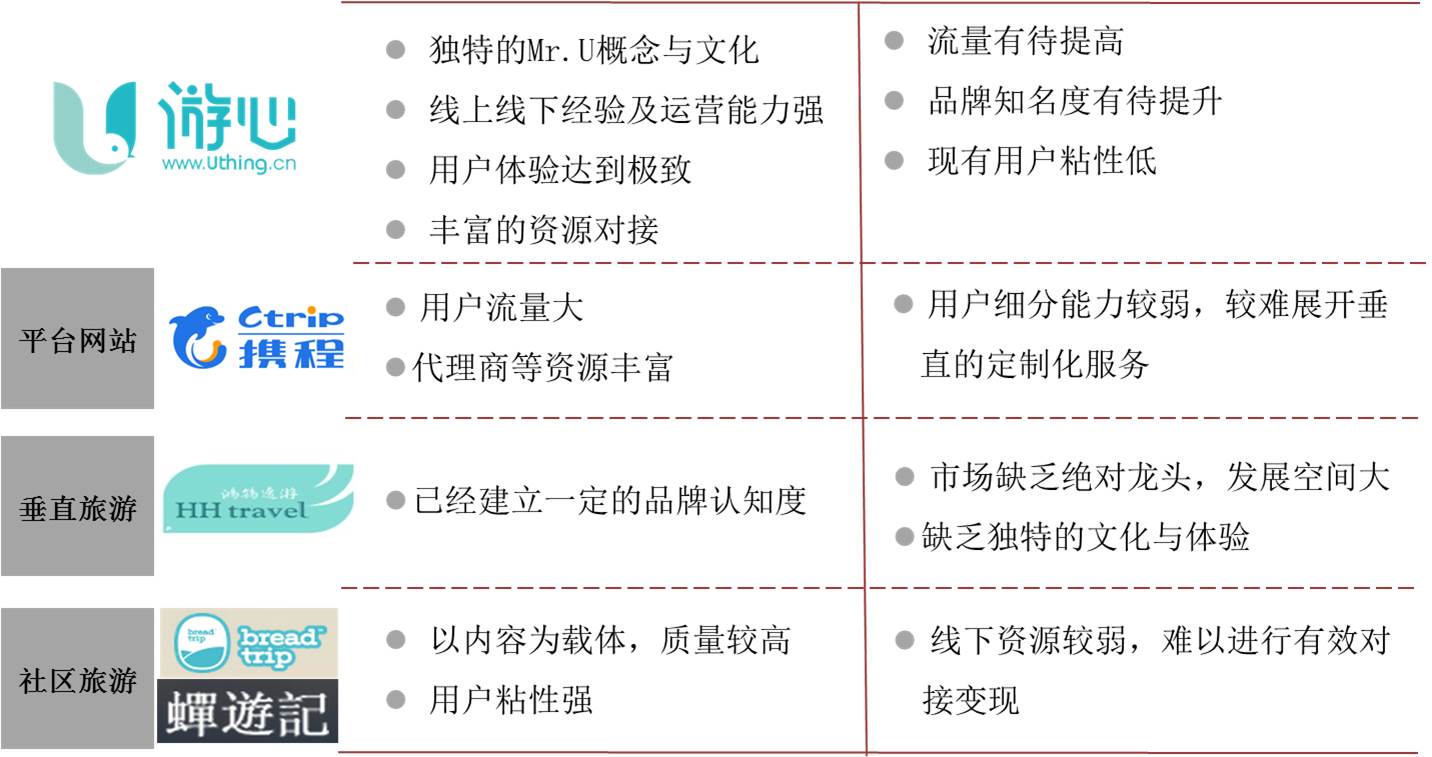 游心
www.Uthing.cn
独特的Mr.U概念与文化
线上线下经验及运营能力强
用户体验达到极致
丰富的资源对接
流量有待提高
品牌知名度有待提升
现有用户粘性低
平台网站
Ctrip
携程
用户流量大
代理商等资源丰富
用户细分能力较弱，较难展开垂
直的定制化服务
垂直旅游
鸿鹄逸游
HH travel
已经建立一定的品牌认知度
市场缺乏绝对龙头，发展空间大
缺乏独特的文化与体验
社区旅游
bread
trip
bread
trip
蟬遊記
以内容为载体，质量较高
用户粘性强
线下资源较弱，难以进行有效对
接变现